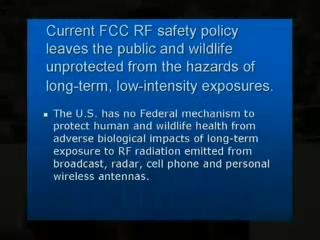 Current FCC RF safety policy
leaves the public and wildlife
unprotected from the hazards of
long-term, low-intensity exposures.
The U.S. has no Federal mechanism to
protect human and wildlife health from
adverse biological impacts of long-term
exposure to RF radiation emitted from
broadcast, radar, cell phone and personal
wireless antennas.